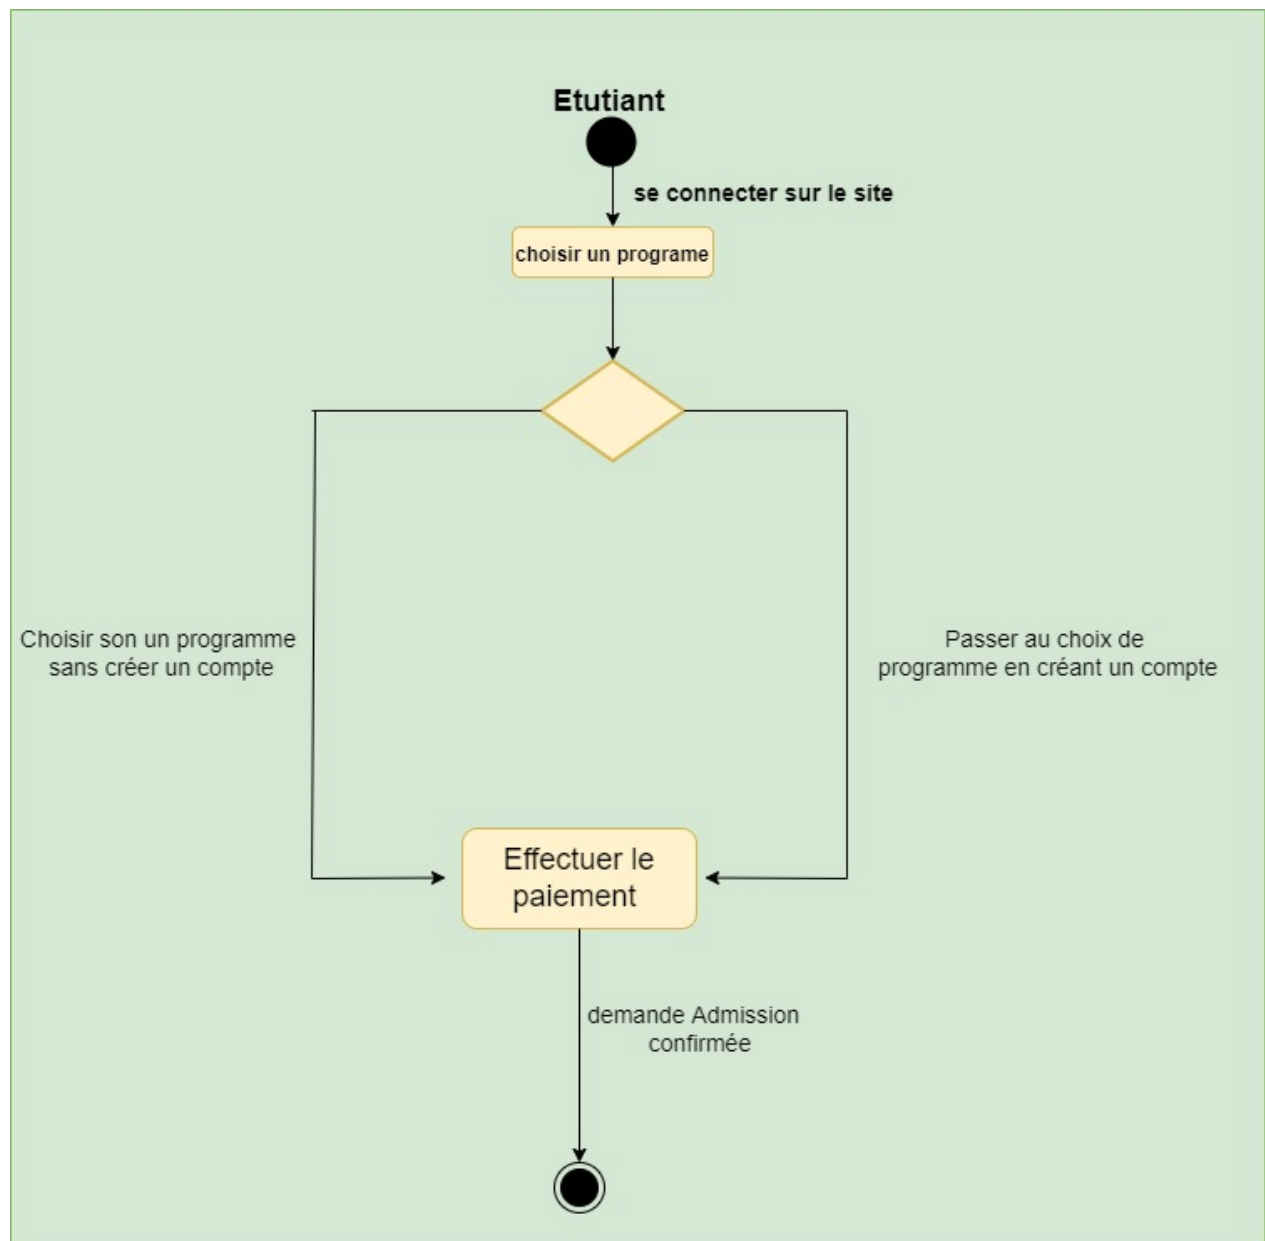 Etutiant
se connecter sur le site
choisir un programe
Choisir son un programme
sans créer un compte
Passer au choix de
programme en créant un compte
Effectuer le
paiement
demande Admission
confirmée